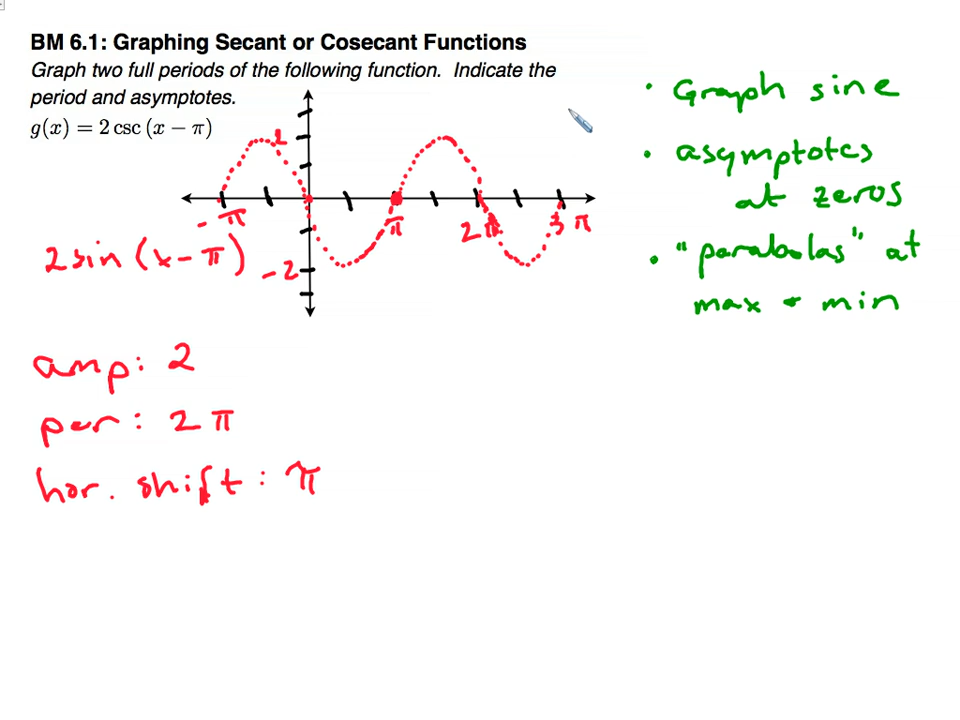 BM 6.1: Graphing Secant or Cosecant Functions
Graph two full periods of the following function. Indicate the
period and asymptotes.
g(x) = 2 csc (x − π)
2
-π
π
2π
3π
-2
2sin (x-π)
amp: 2
per: 2π
hor. shift: π
• Graph sine
• asymptotes
at zeros
• "parabolas" at
max + min